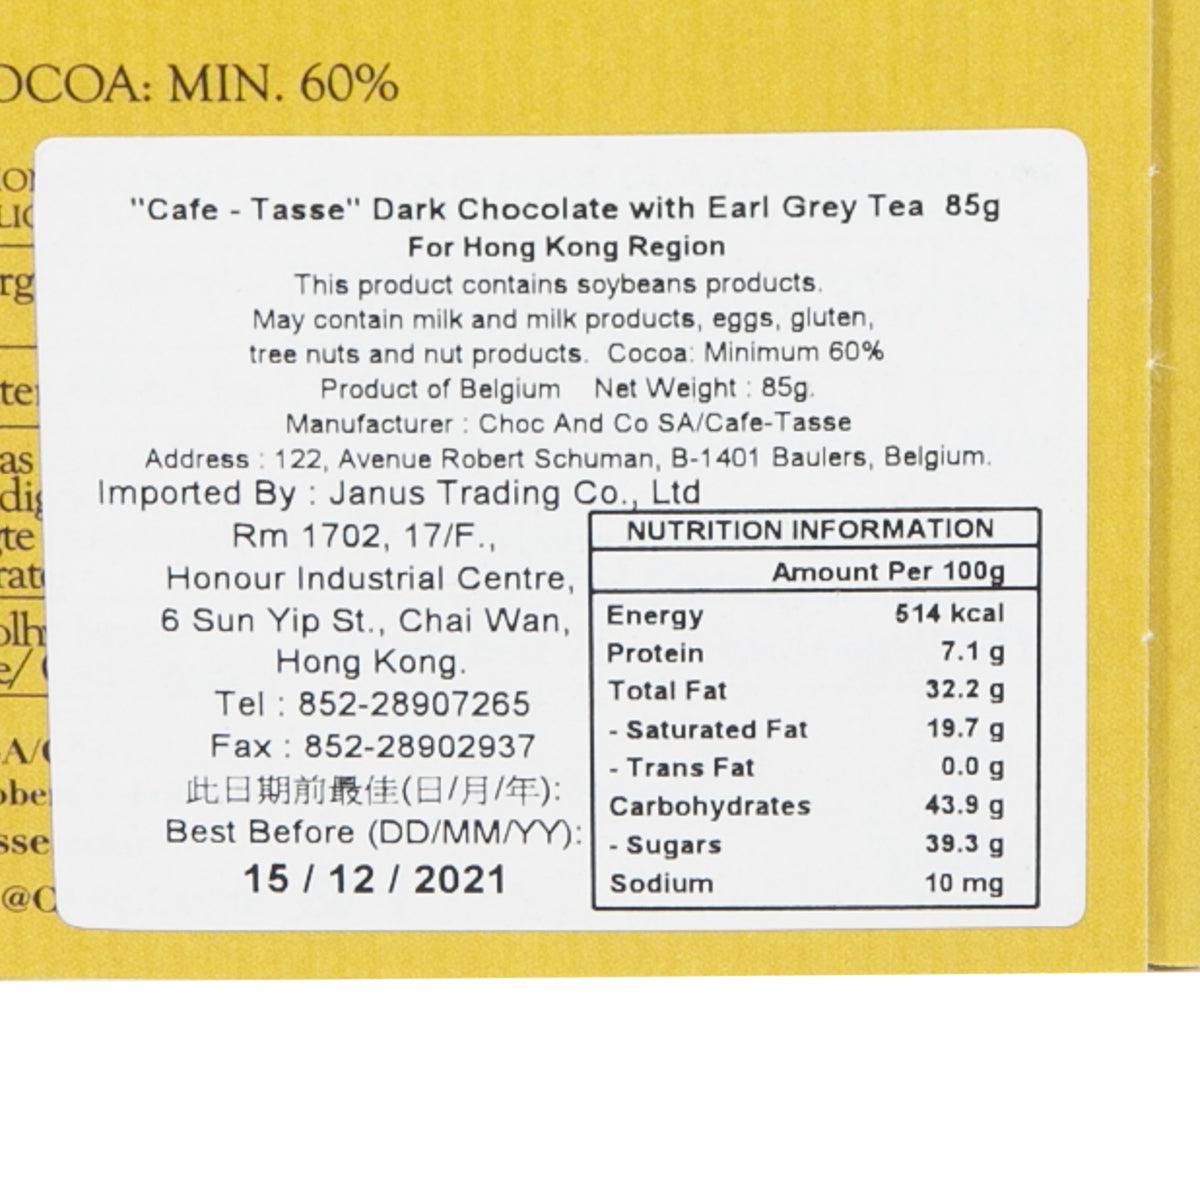 OCOA: MIN. 60%
"Cafe - Tasse" Dark Chocolate with Earl Grey Tea 85g
For Hong Kong Region
This product contains soybeans products.
May contain milk and milk products, eggs, gluten,
tree nuts and nut products. Cocoa: Minimum 60%
Product of Belgium Net Weight : 85g.
Manufacturer : Choc And Co SA/Cafe-Tasse
Address : 122, Avenue Robert Schuman, B-1401 Baulers, Belgium.
Imported By : Janus Trading Co., Ltd
Rm 1702, 17/F.,
Honour Industrial Centre,
6 Sun Yip St., Chai Wan,
Hong Kong.
Tel : 852-28907265
Fax : 852-28902937
此日期前最佳(日/月/年):
Best Before (DD/MM/YY):
15 / 12 / 2021
NUTRITION INFORMATION
Amount Per 100g
Energy 514 kcal
Protein 7.1 g
Total Fat 32.2 g
- Saturated Fat 19.7 g
- Trans Fat 0.0 g
Carbohydrates 43.9 g
- Sugars 39.3 g
Sodium 10 mg